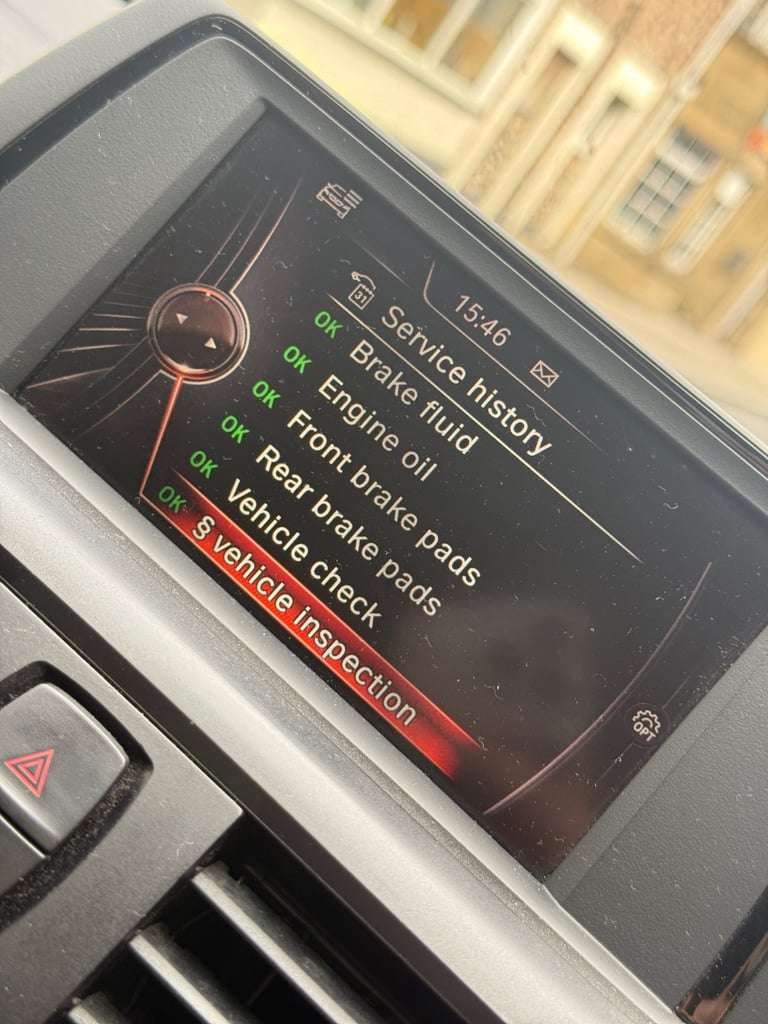 15:46
31
Service history
OK Brake fluid
OK Engine oil
OK Front brake pads
OK Rear brake pads
OK Vehicle check
OK § vehicle inspection
OPT